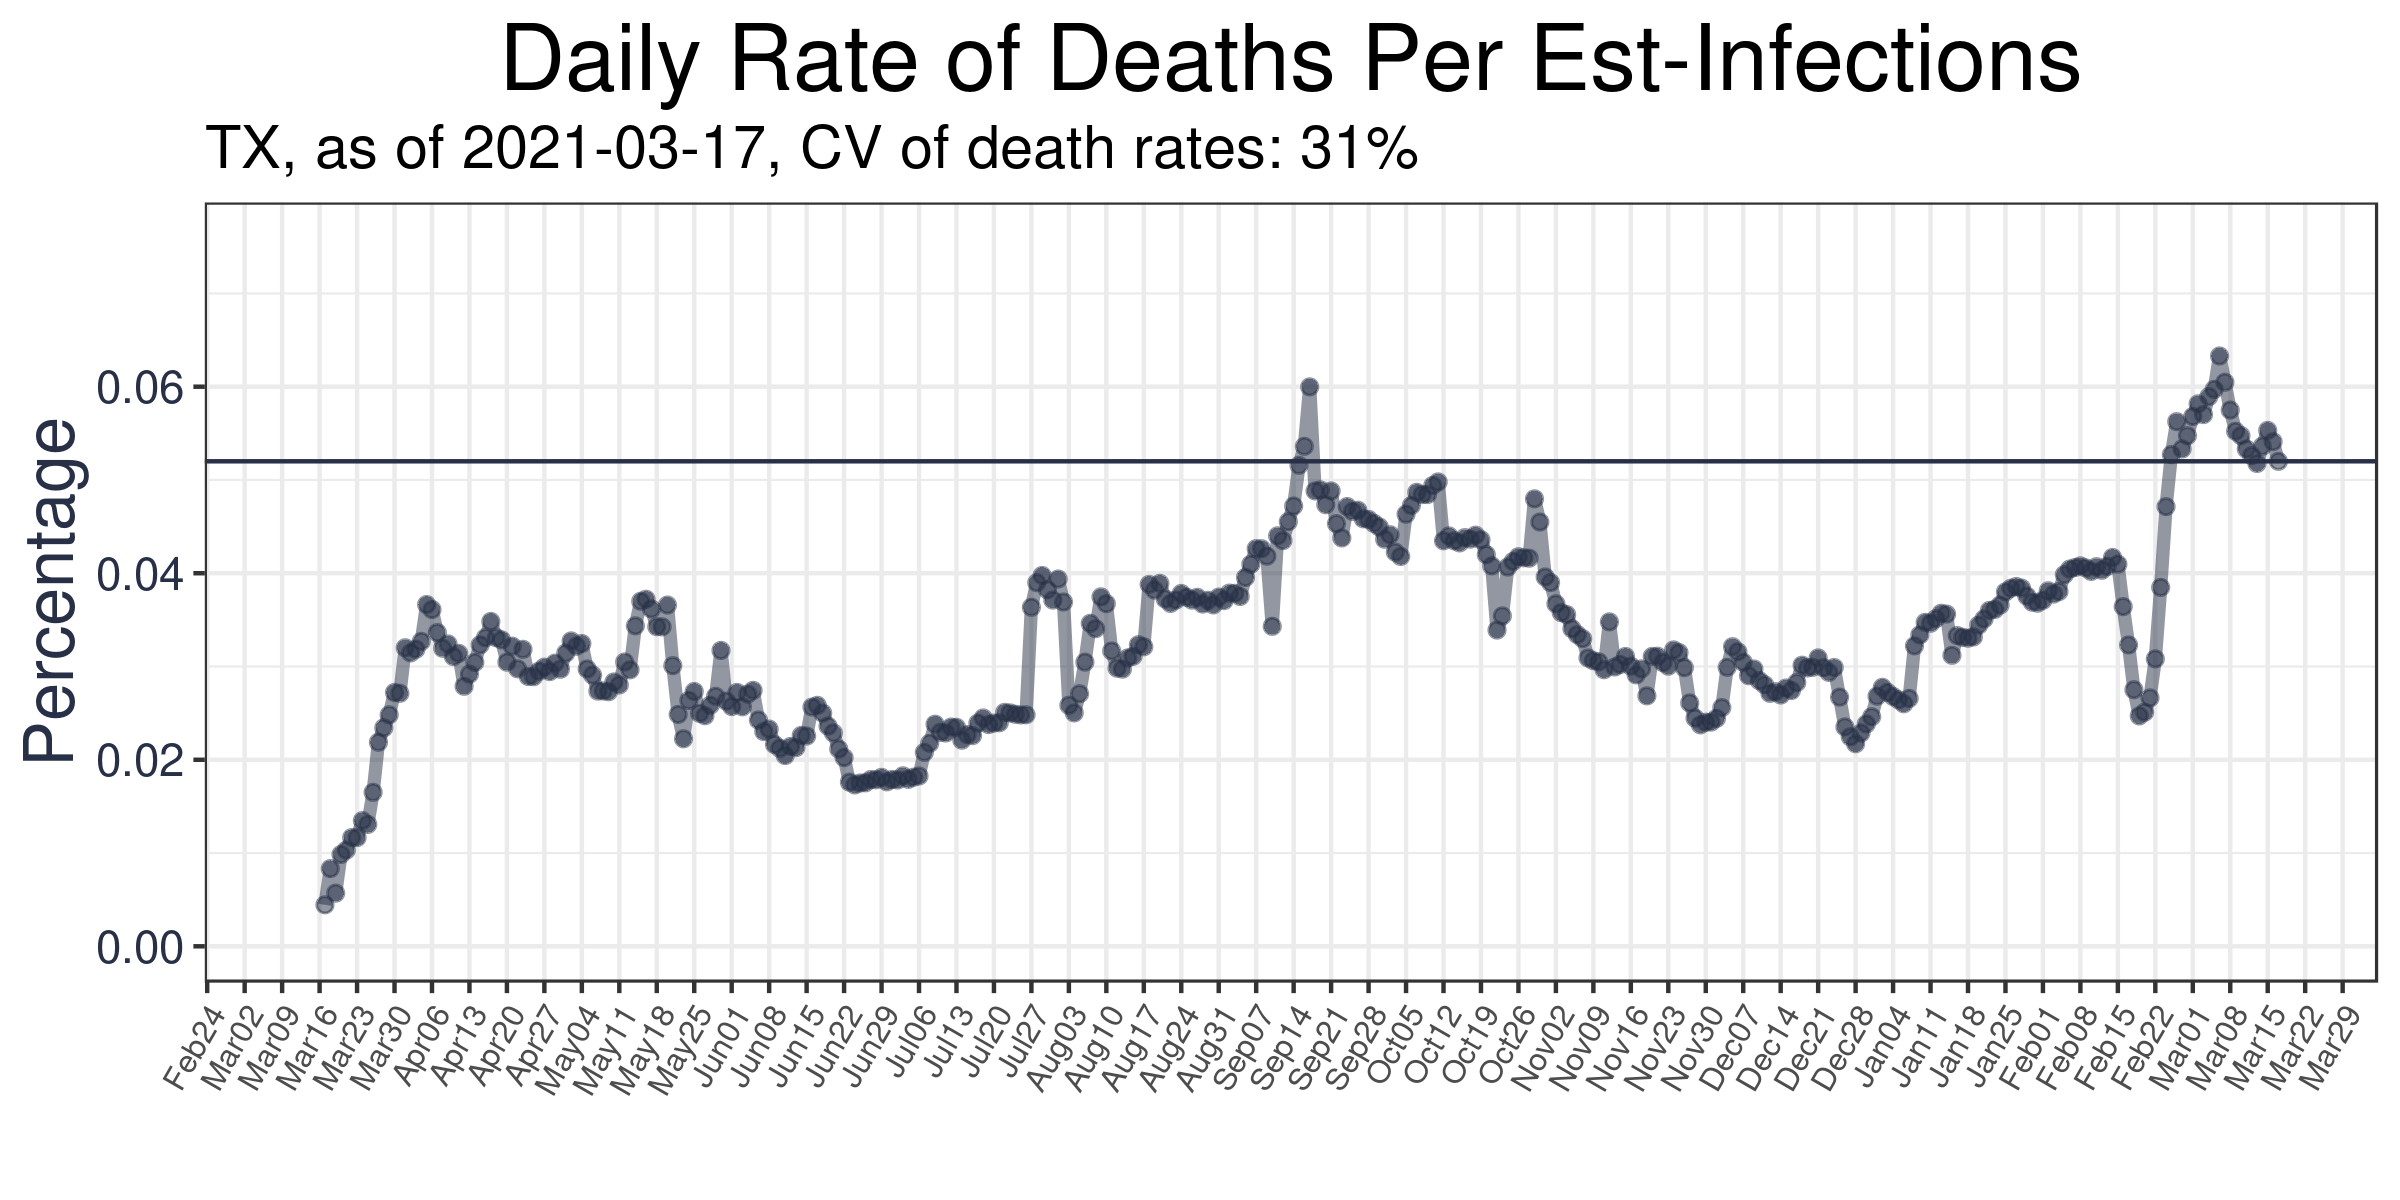 Daily Rate of Deaths Per Est-Infections
TX, as of 2021-03-17, CV of death rates: 31%
Percentage
0.06
0.04
0.02
0.00
Feb24
Mar02
Mar09
Mar16
Mar23
Mar30
Apr06
Apr13
Apr20
Apr27
May04
May11
May18
May25
Jun01
Jun08
Jun15
Jun22
Jun29
Jul06
Jul13
Jul20
Jul27
Aug03
Aug10
Aug17
Aug24
Aug31
Sep07
Sep14
Sep21
Sep28
Oct05
Oct12
Oct19
Oct26
Nov02
Nov09
Nov16
Nov23
Nov30
Dec07
Dec14
Dec21
Dec28
Jan04
Jan11
Jan18
Jan25
Feb01
Feb08
Feb15
Feb22
Mar01
Mar08
Mar15
Mar22
Mar29